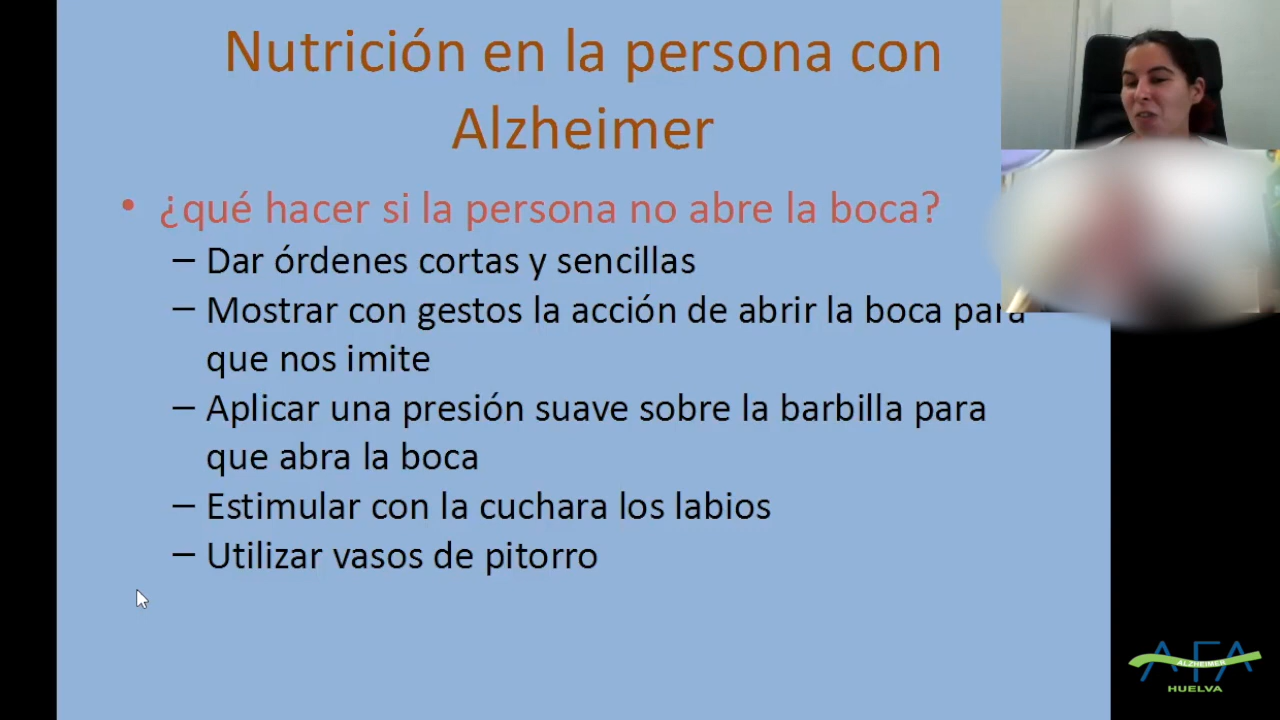 Nutrición en la persona con
Alzheimer
• ¿qué hacer si la persona no abre la boca?
– Dar órdenes cortas y sencillas
– Mostrar con gestos la acción de abrir la boca para
que nos imite
– Aplicar una presión suave sobre la barbilla para
que abra la boca
– Estimular con la cuchara los labios
– Utilizar vasos de pitorro
AFA
ALZHEIMER
HUELVA